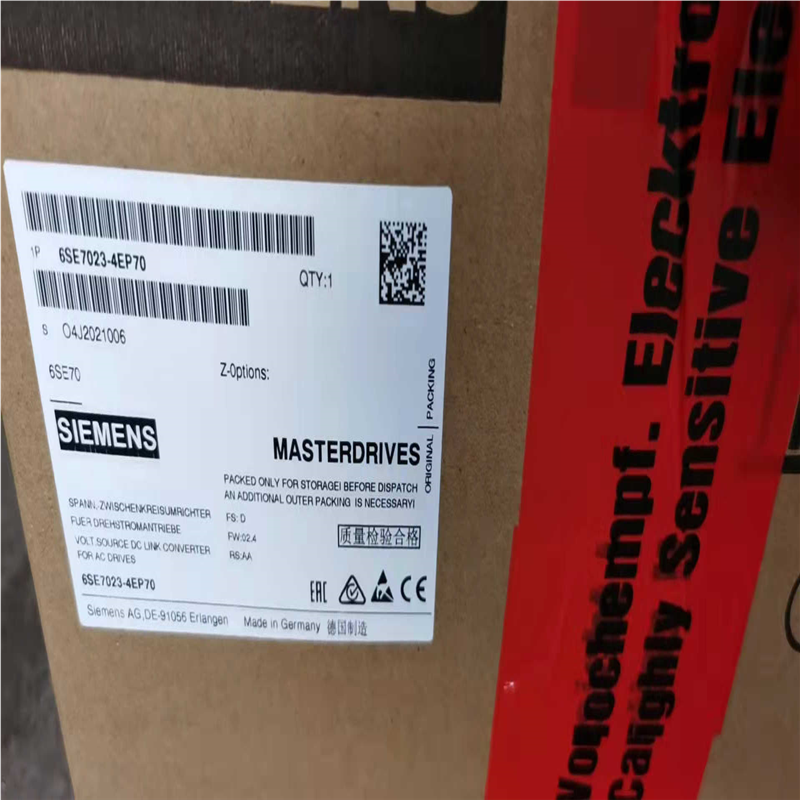 1P 6SE7023-4EP70
QTY:1
S O4J2021006
6SE70
Z-Options:
SIEMENS
MASTERDRIVES
ORIGINAL | PACKING
PACKED ONLY FOR STORAGE! BEFORE DISPATCH
AN ADDITIONAL OUTER PACKING IS NECESSARY!
SPANN. ZWISCHENKREISUMRICHTER
FUER DREHSTROMANTRIEBE
VOLT.SOURCE DC LINK CONVERTER
FOR AC DRIVES
FS: D
FW:02.4
RS:AA
质量检验合格
6SE7023-4EP70
EAC CE
Siemens AG,DE-91056 Erlangen Made in Germany 德国制造
Sensitive Ele